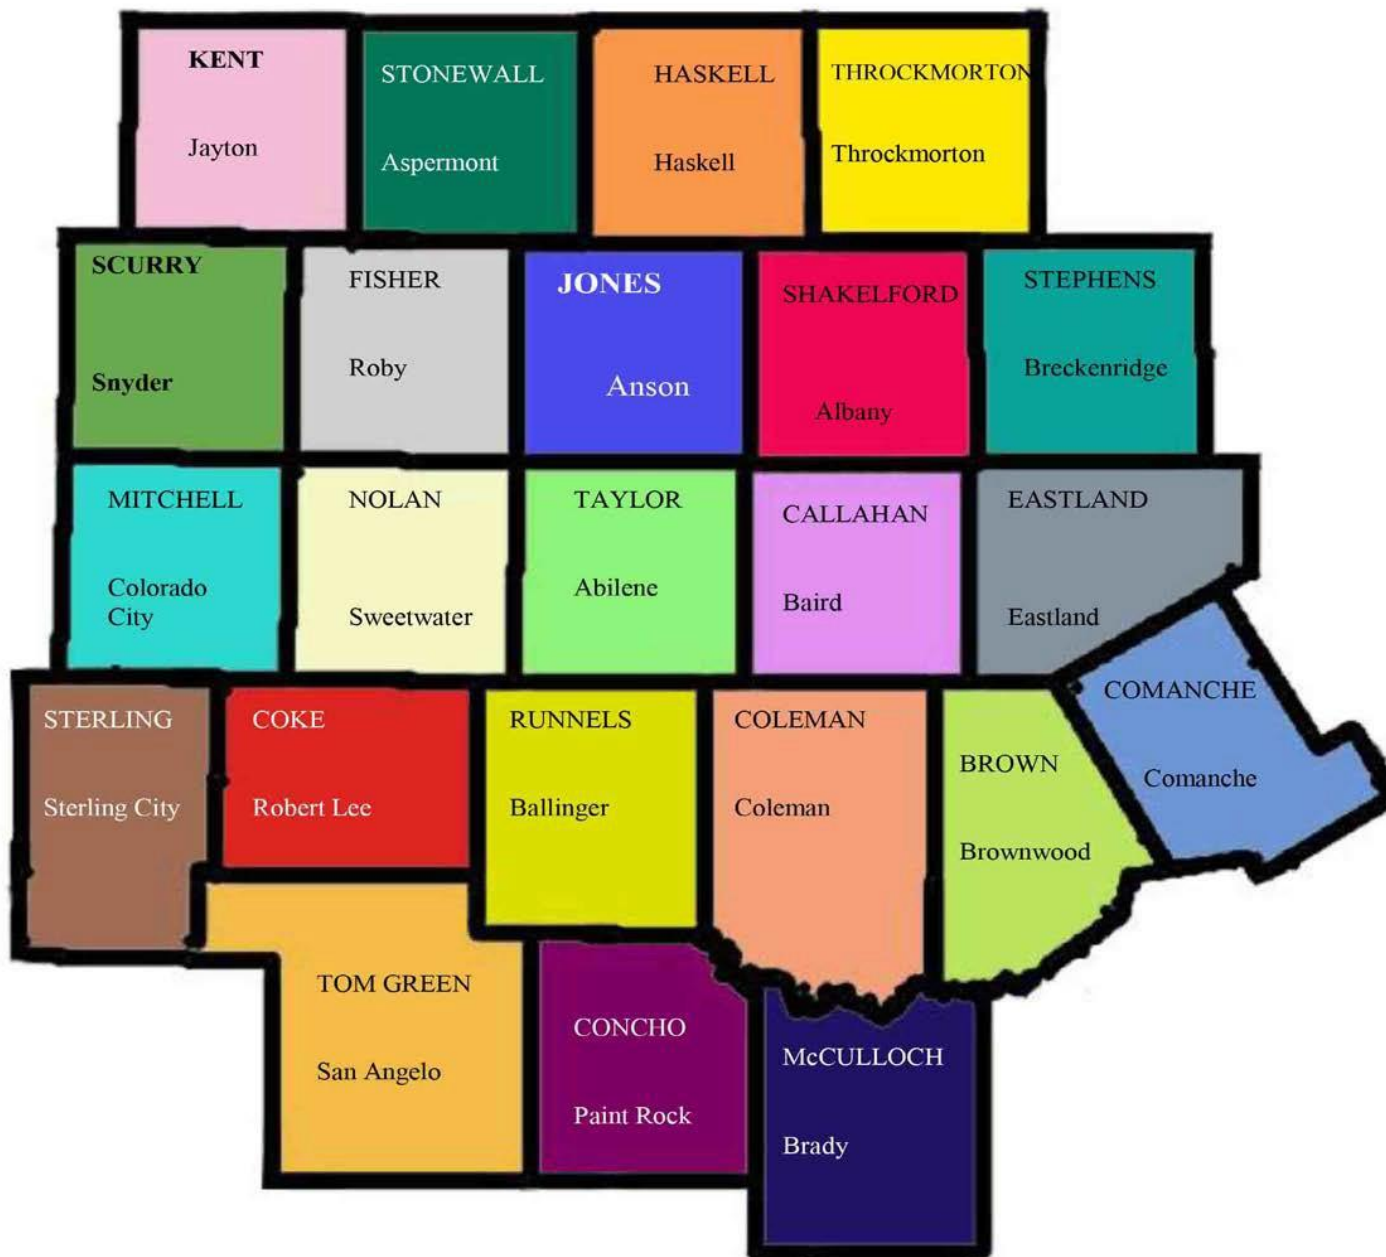 KENT
Jayton
STONEWALL
Aspermont
HASKELL
Haskell
THROCKMORTON
Throckmorton
SCURRY
Snyder
FISHER
Roby
JONES
Anson
SHAKELFORD
Albany
STEPHENS
Breckenridge
MITCHELL
Colorado
City
NOLAN
Sweetwater
TAYLOR
Abilene
CALLAHAN
Baird
EASTLAND
Eastland
STERLING
Sterling City
COKE
Robert Lee
RUNNELS
Ballinger
COLEMAN
Coleman
BROWN
Brownwood
COMANCHE
Comanche
TOM GREEN
San Angelo
CONCHO
Paint Rock
McCULLOCH
Brady